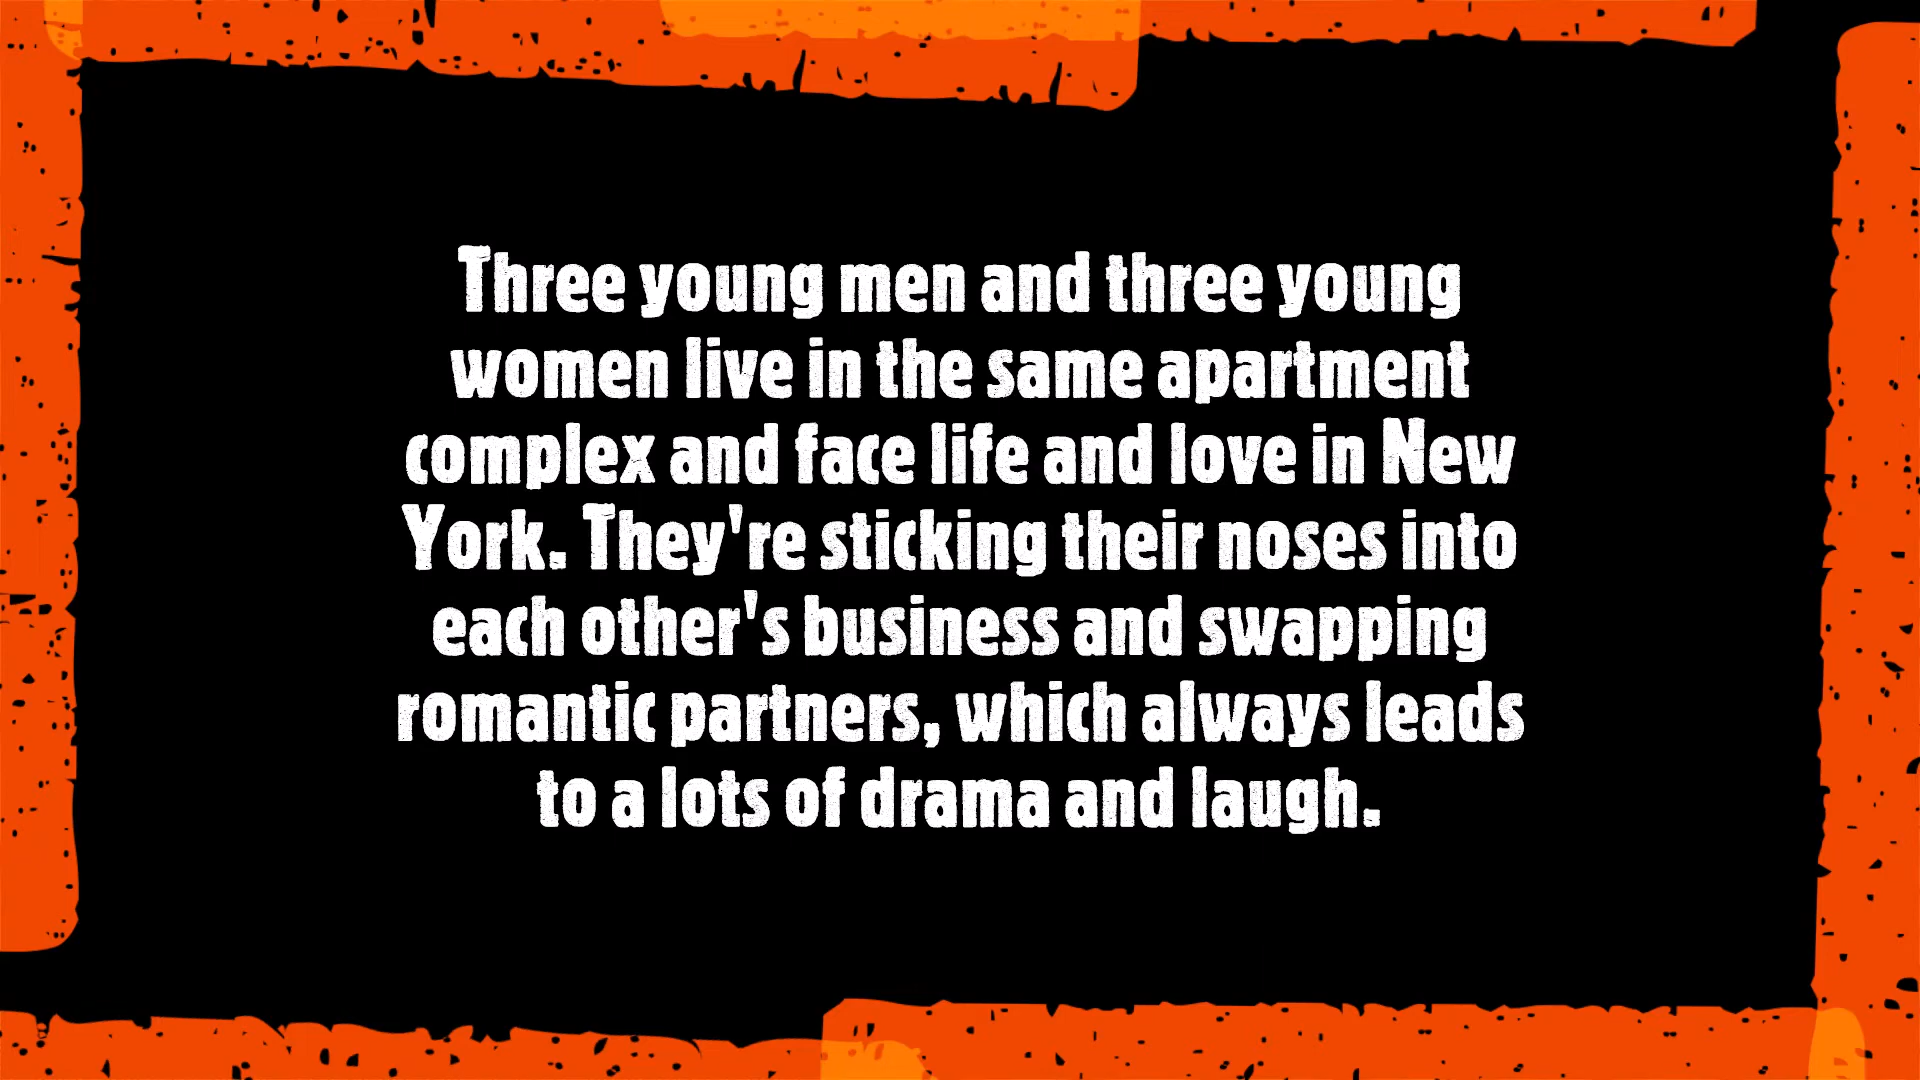 Three young men and three young
women live in the same apartment
complex and face life and love in New
York. They're sticking their noses into
each other's business and swapping
romantic partners, which always leads
to a lots of drama and laugh.